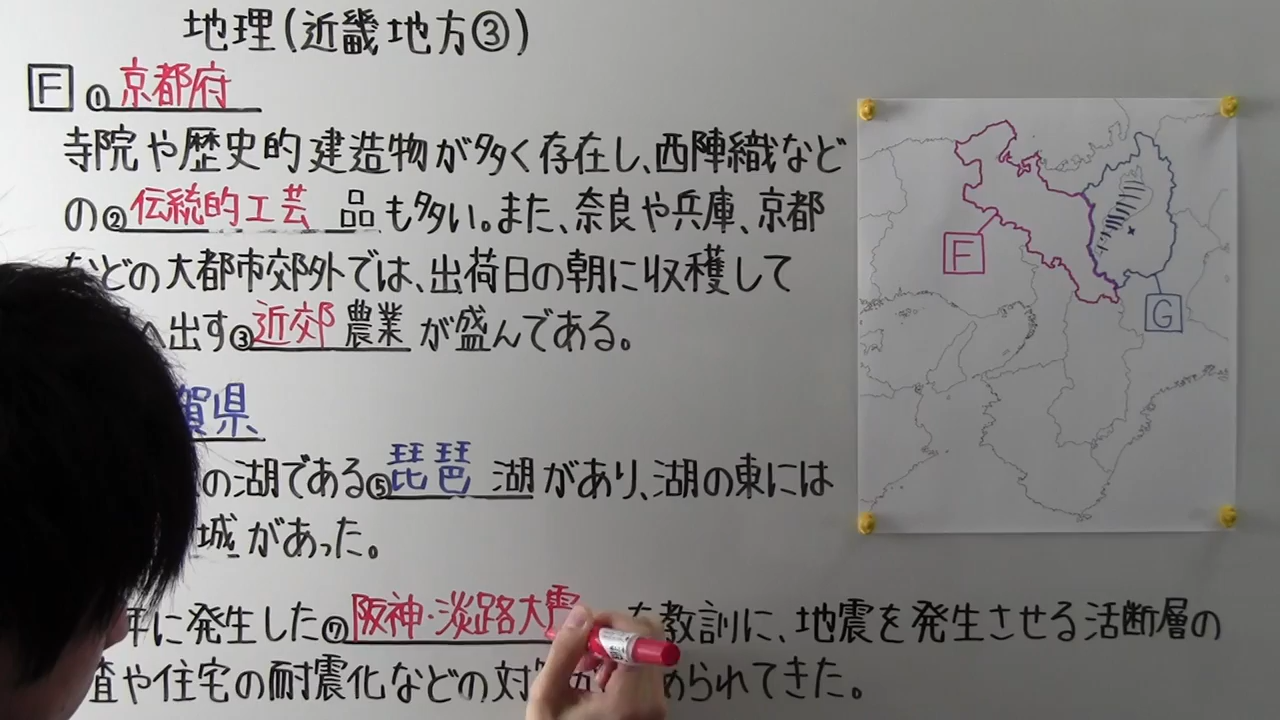 地理(近畿地方③)
F ①京都府
寺院や歴史的建造物が多く存在し、西陣織など
の②伝統的工芸品も多い。また、奈良や兵庫、京都
どの大都市郊外では、出荷日の朝に収穫して
へ出す③近郊農業が盛んである。
賀県
の湖である⑤琵琶湖があり、湖の東には
城があった。
年に発生した⑦阪神・淡路大震 を教訓に、地震を発生させる活断層の
査や住宅の耐震化などの対 められてきた。
F
G